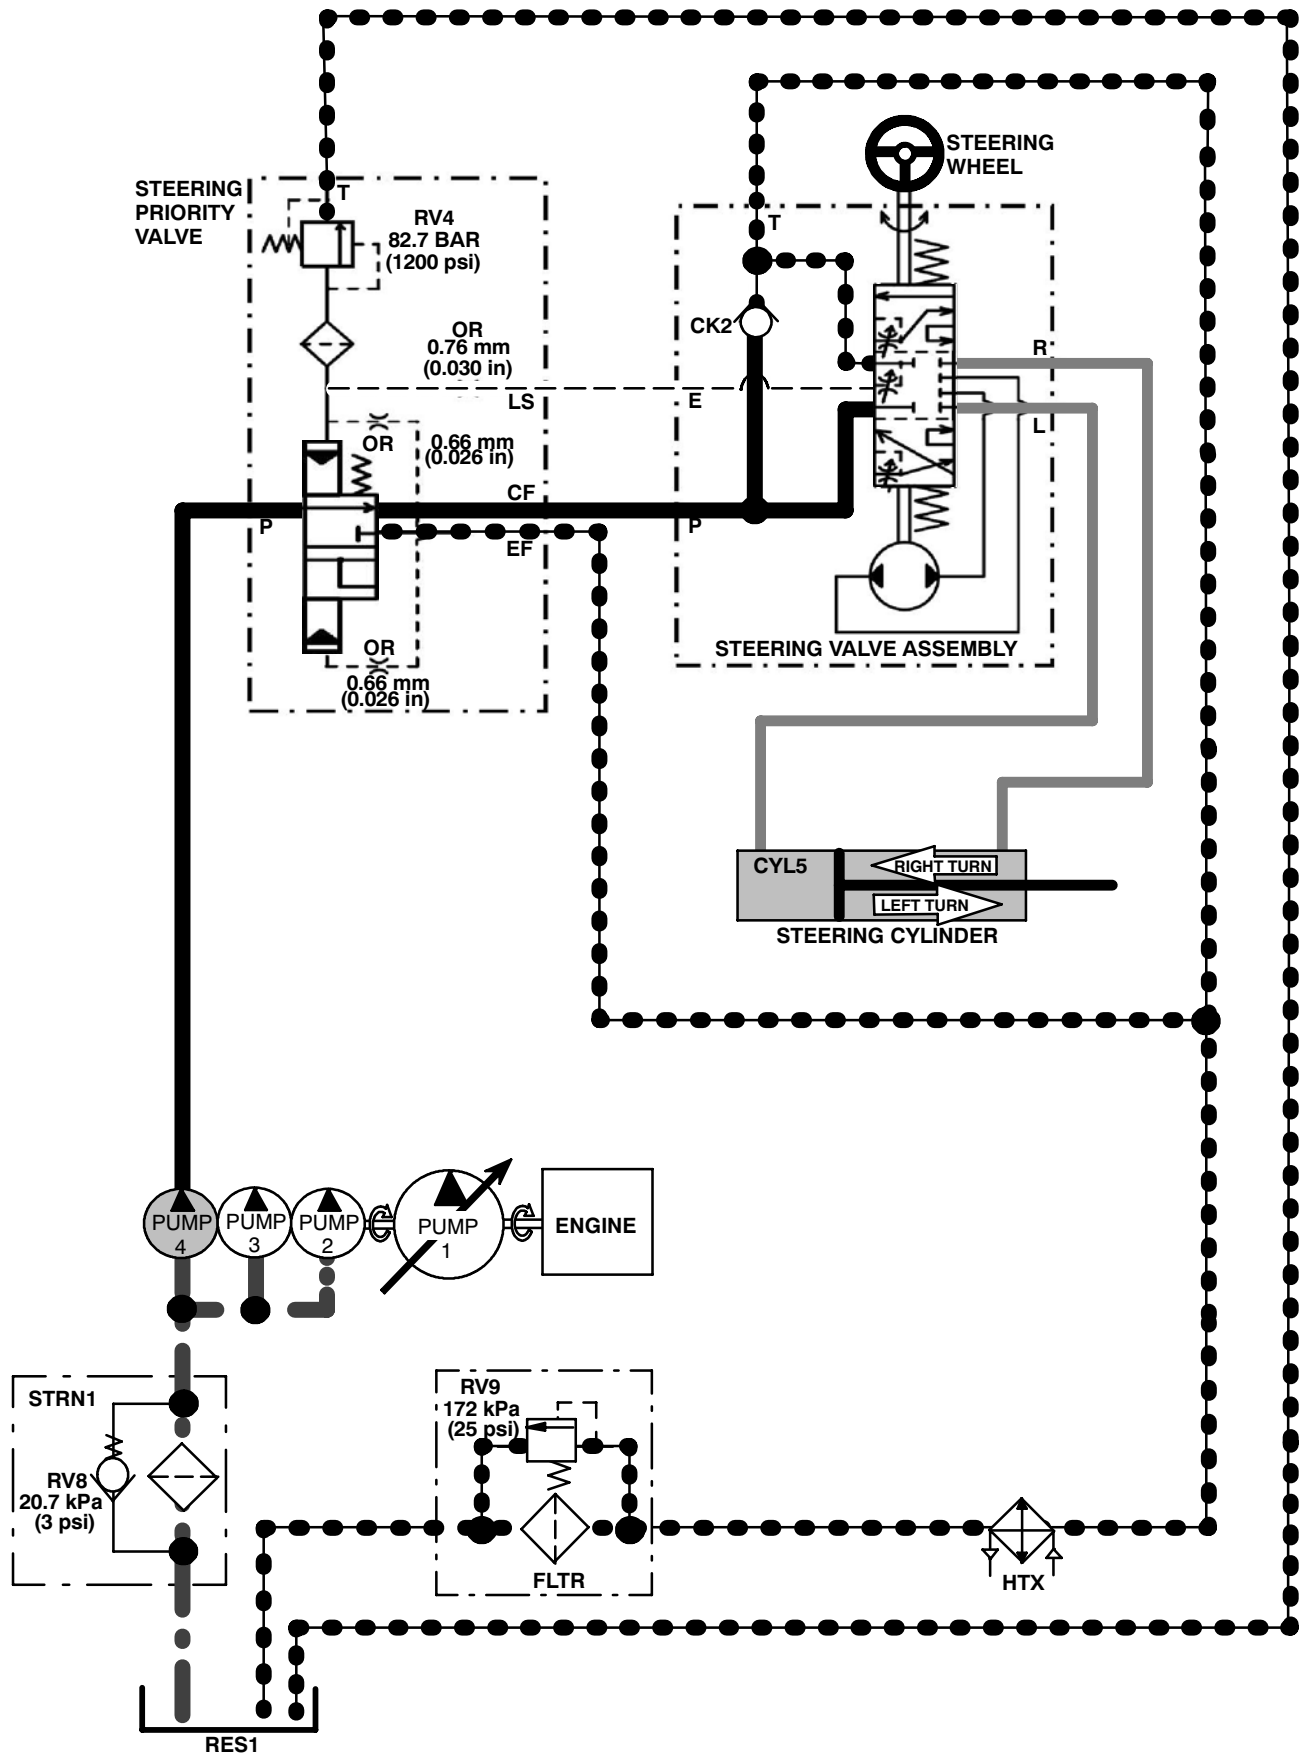 STEERING
WHEEL
STEERING
PRIORITY
VALVE
T
RV4
82.7 BAR
(1200 psi)
T
CK2
OR
0.76 mm
(0.030 in)
R
LS
E
OR
0.66 mm
(0.026 in)
L
CF
P
P
EF
OR
0.66 mm
(0.026 in)
STEERING VALVE ASSEMBLY
CYL5
RIGHT TURN
LEFT TURN
STEERING CYLINDER
PUMP
4
PUMP
3
PUMP
2
PUMP
1
ENGINE
STRN1
RV8
20.7 kPa
(3 psi)
RV9
172 kPa
(25 psi)
FLTR
HTX
RES1